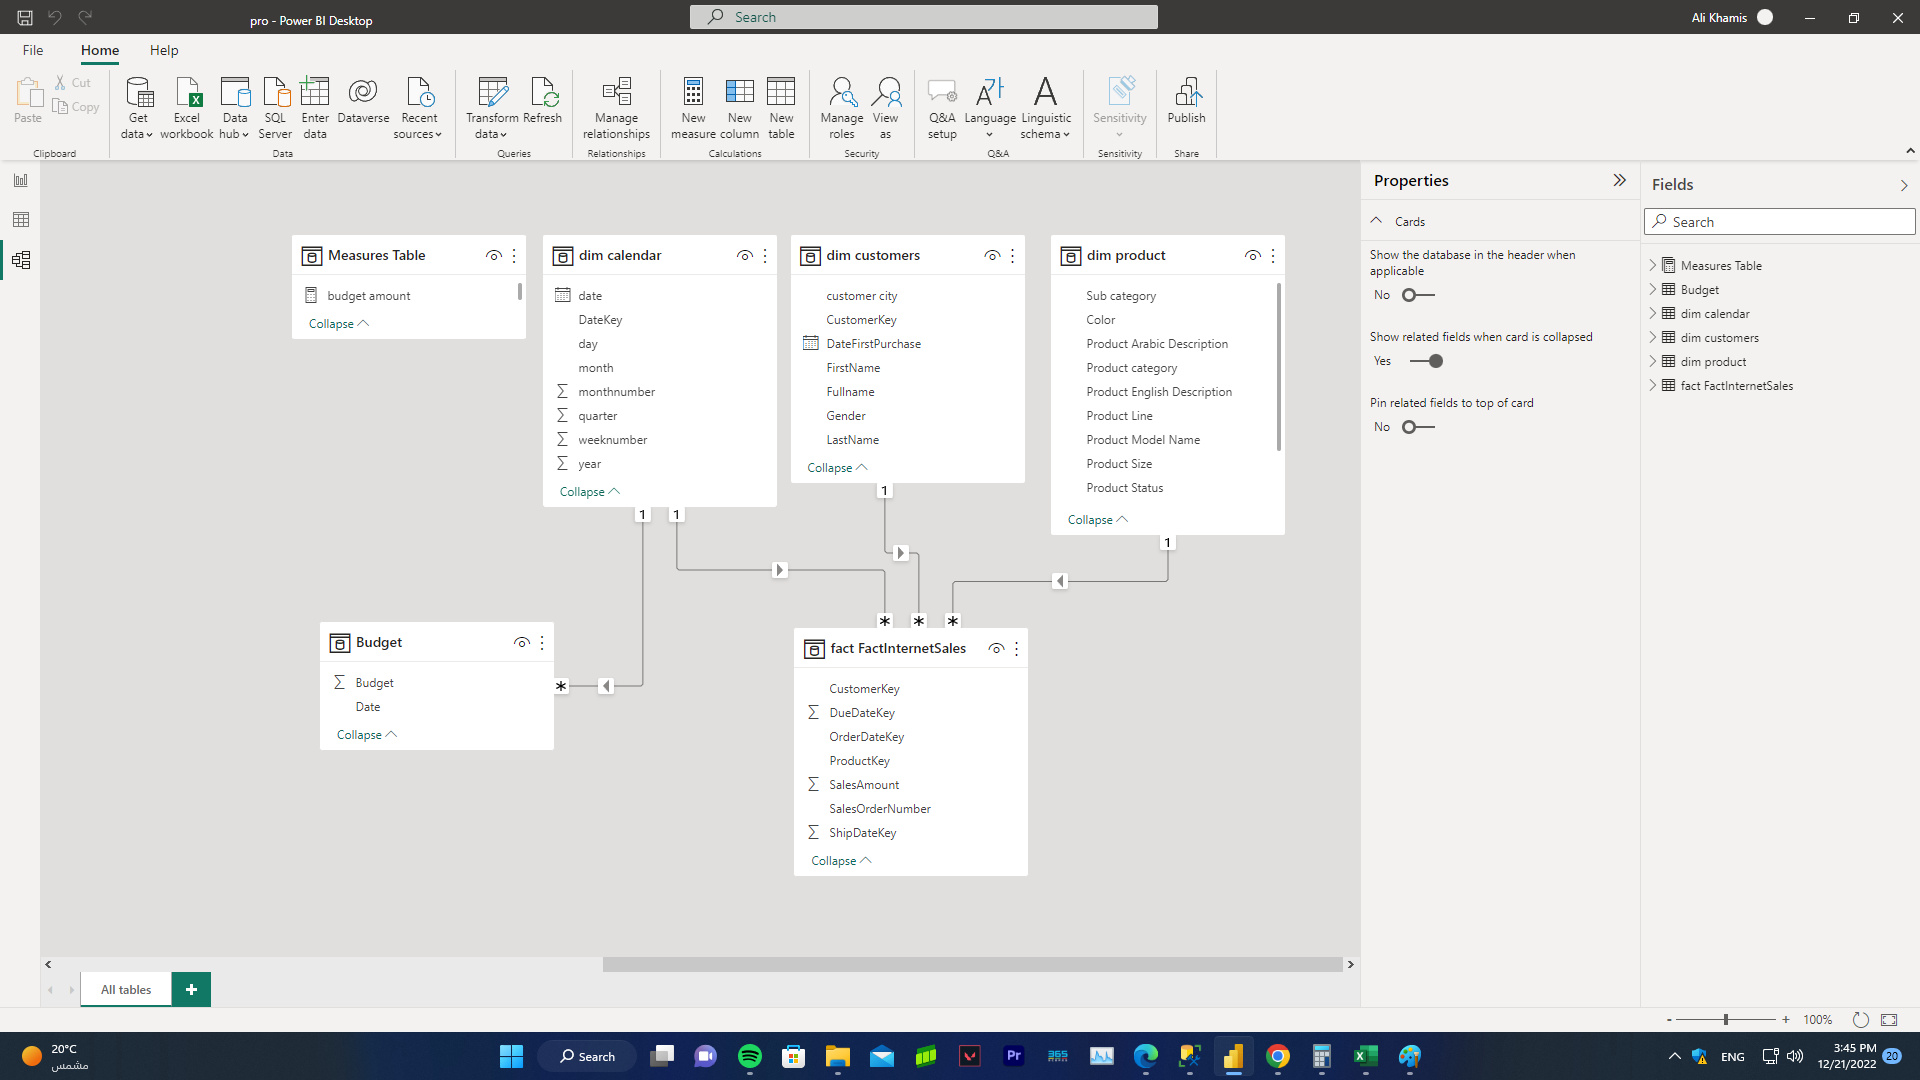 pro - Power BI Desktop
Search
Ali Khamis
File
Home
Help
Paste
Cut
Copy
Clipboard
Get data
Excel workbook
Data hub
SQL Server
Enter data
Dataverse
Recent sources
Data
Transform data
Refresh
Queries
Manage relationships
Relationships
New measure
New column
New table
Calculations
Manage roles
View as
Security
Q&A setup
Language
Linguistic schema
Q&A
Sensitivity
Sensitivity
Publish
Share
Measures Table
budget amount
Collapse
dim calendar
date
DateKey
day
month
monthnumber
quarter
weeknumber
year
Collapse
dim customers
customer city
CustomerKey
DateFirstPurchase
FirstName
Fullname
Gender
LastName
Collapse
dim product
Sub category
Color
Product Arabic Description
Product category
Product English Description
Product Line
Product Model Name
Product Size
Product Status
Collapse
1
1
1
1
*
*
*
*
Budget
Budget
Date
Collapse
fact FactInternetSales
CustomerKey
DueDateKey
OrderDateKey
ProductKey
SalesAmount
SalesOrderNumber
ShipDateKey
Collapse
Properties
Cards
Show the database in the header when
applicable
No
Show related fields when card is collapsed
Yes
Pin related fields to top of card
No
Fields
Search
Measures Table
Budget
dim calendar
dim customers
dim product
fact FactInternetSales
All tables
+
- + 100%
20°C
مشمس
Search
Pr
365
ENG
3:45 PM
12/21/2022
20